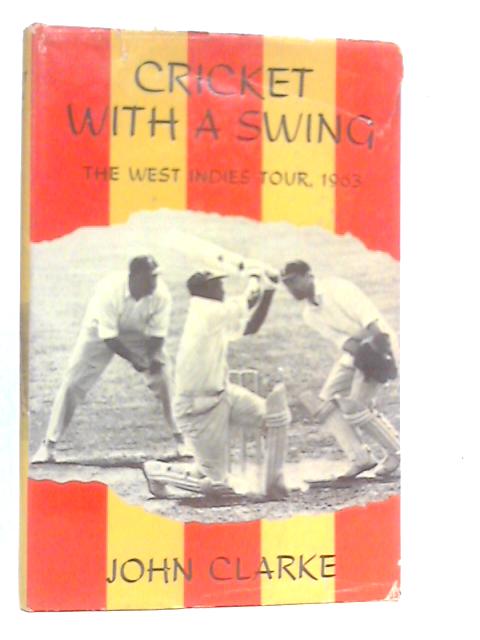 CRICKET
WITH A SWING
THE WEST INDIES TOUR, 1963
JOHN CLARKE